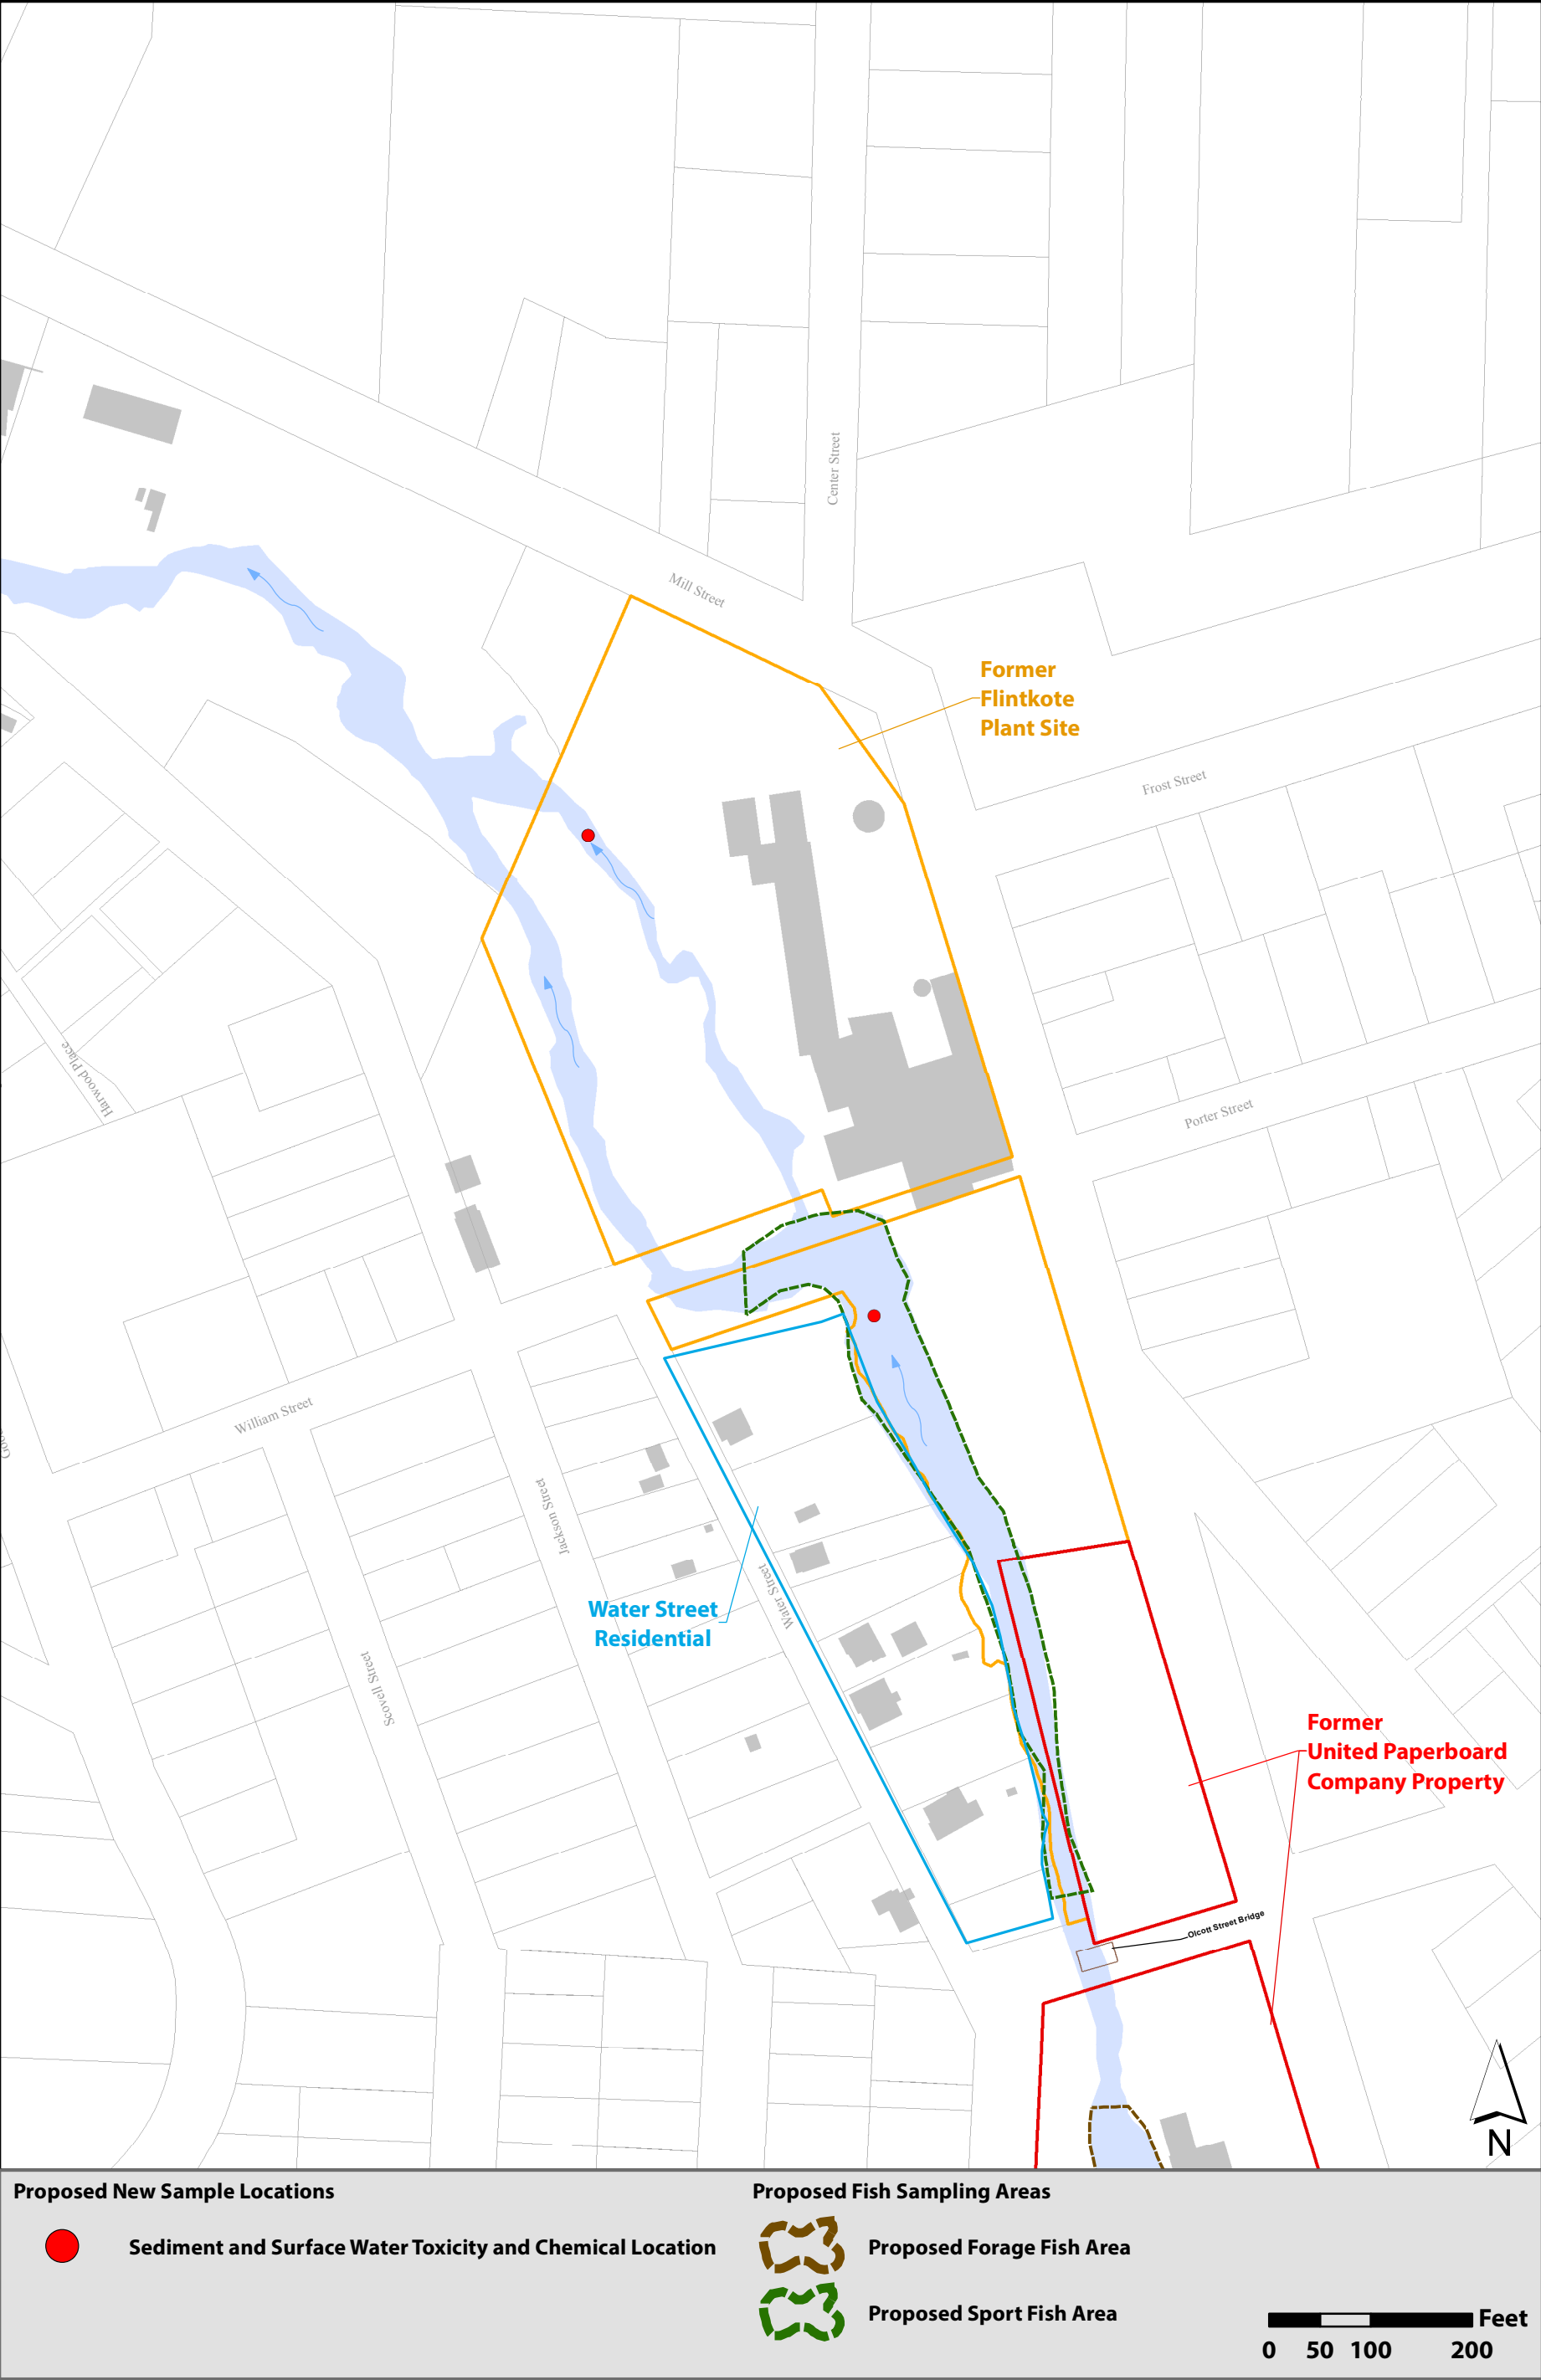 Center Street
Mill Street
Former
Flintkote
Plant Site
Frost Street
Harwood Place
Porter Street
William Street
Jackson Street
Water Street
Water Street
Residential
Scovell Street
Former
United Paperboard
Company Property
Olcott Street Bridge
N
Proposed New Sample Locations
Sediment and Surface Water Toxicity and Chemical Location
Proposed Fish Sampling Areas
Proposed Forage Fish Area
Proposed Sport Fish Area
Feet
0 50 100 200